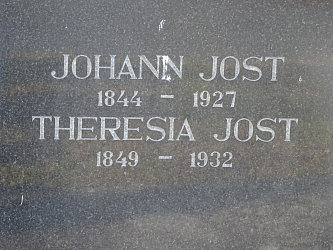 JOHANN JOST
1844 – 1927
THERESIA JOST
1849 – 1932